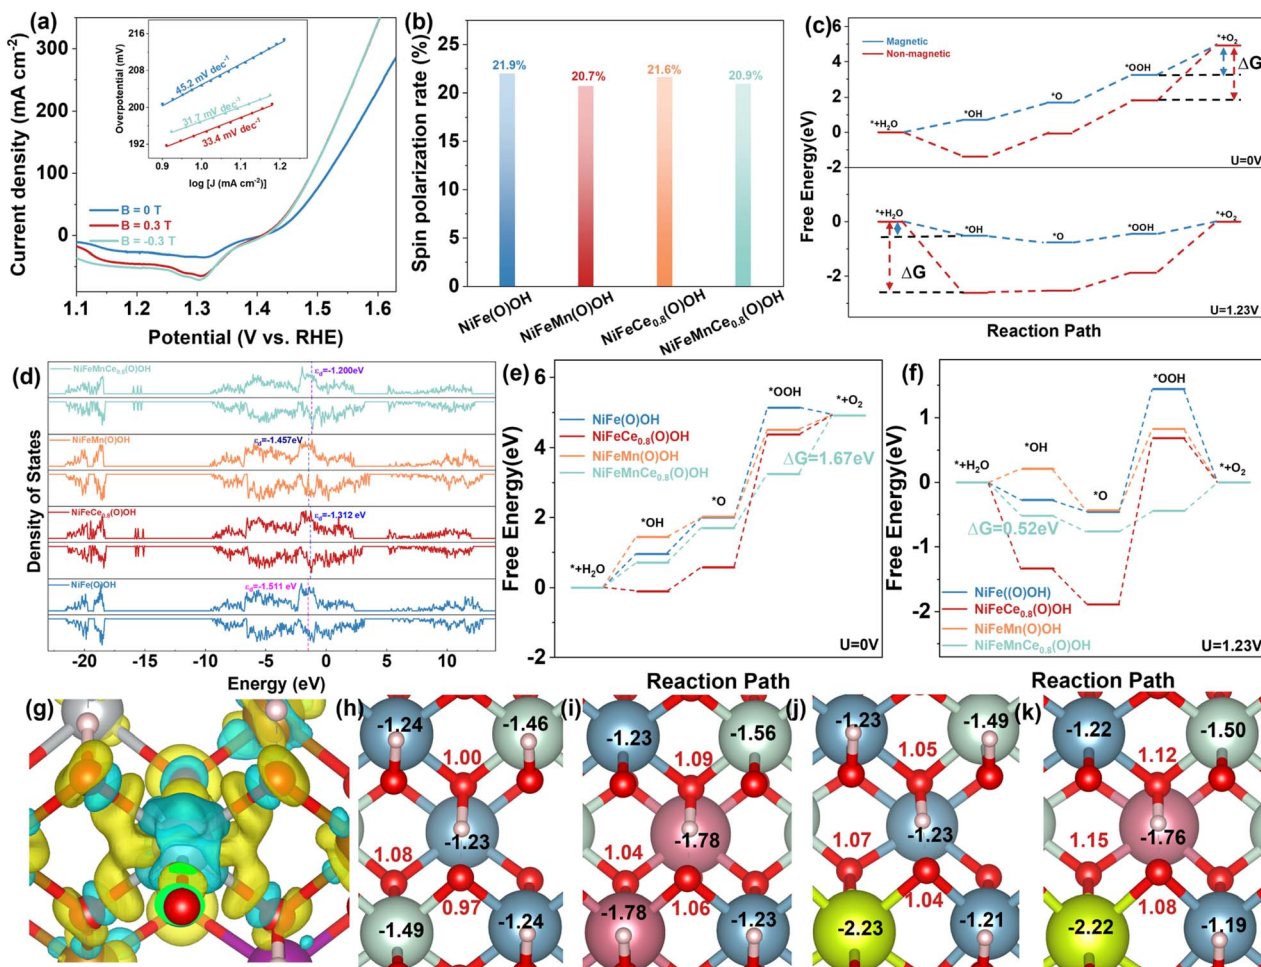 (a)
Current density (mA cm⁻²)
300
200
100
0
100
1.1 1.2 1.3 1.4 1.5 1.6
Potential (V vs. RHE)
B = 0 T
B = 0.3 T
B = -0.3 T
Overpotential (mV)
216
208
200
192
0.9 1.0 1.1 1.2
log [J (mA cm⁻²)]
45.2 mV dec⁻¹
31.7 mV dec⁻¹
33.4 mV dec⁻¹
(b)
Spin polarization rate (%)
25
20
15
10
5
0
21.9%
20.7%
21.6%
20.9%
NiFe(O)OH
NiFeMn(O)OH
NiFeCe₀.₈(O)OH
NiFeMnCe₀.₈(O)OH
(c)
Magnetic
Non-magnetic
Free Energy(eV)
6
4
2
0
*+H₂O
*OH
*O
*OOH
*+O₂
ΔG
U=0V
0
-2
*+H₂O
*OH
*O
*OOH
*+O₂
ΔG
U=1.23V
Reaction Path
(d)
Density of States
NiFeMnCe₀.₈(O)OH
εd=-1.200eV
NiFeMn(O)OH
εd=-1.457eV
NiFeCe₀.₈(O)OH
εd=-1.312 eV
NiFe(O)OH
εd=-1.511 eV
-20 -15 -10 -5 0 5 10
Energy (eV)
(e)
Free Energy(eV)
6
4
2
0
-2
NiFe(O)OH
NiFeCe₀.₈(O)OH
NiFeMn(O)OH
NiFeMnCe₀.₈(O)OH
*+H₂O
*OH
*O
*OOH
*+O₂
ΔG=1.67eV
U=0V
Reaction Path
(f)
Free Energy(eV)
1
0
-1
-2
*+H₂O
*OH
*O
*OOH
*+O₂
ΔG=0.52eV
NiFe((O)OH)
NiFeCe₀.₈(O)OH
NiFeMn(O)OH
NiFeMnCe₀.₈(O)OH
U=1.23V
Reaction Path
(g)
(h)
-1.24
-1.46
1.00
-1.23
1.08
0.97
-1.49
-1.24
(i)
-1.23
-1.56
1.09
-1.78
1.04
1.06
-1.78
-1.23
(j)
-1.23
-1.49
1.05
-1.23
1.07
1.04
-2.23
-1.21
(k)
-1.22
-1.50
1.12
-1.76
1.15
1.08
-2.22
-1.19